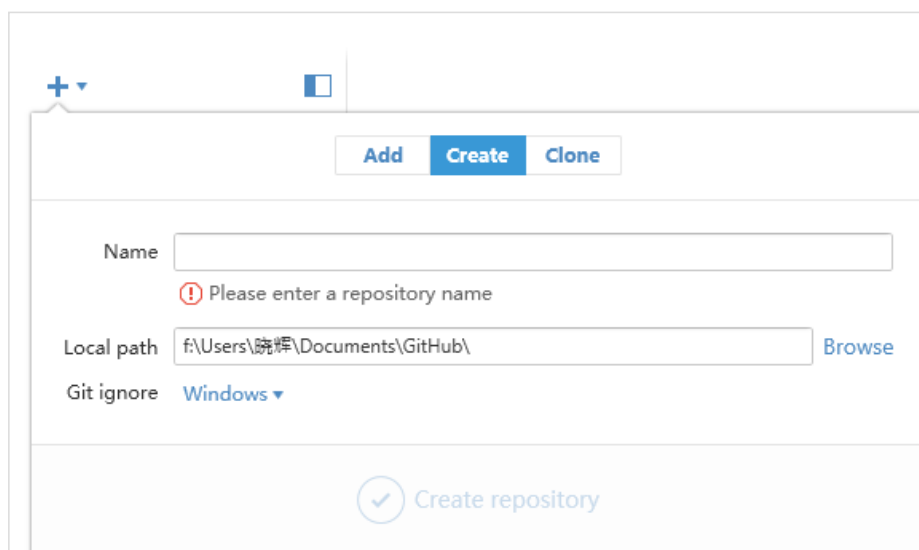 Add Create Clone
Name
Please enter a repository name
Local path f:\Users\晓辉\Documents\GitHub\ Browse
Git ignore Windows
Create repository